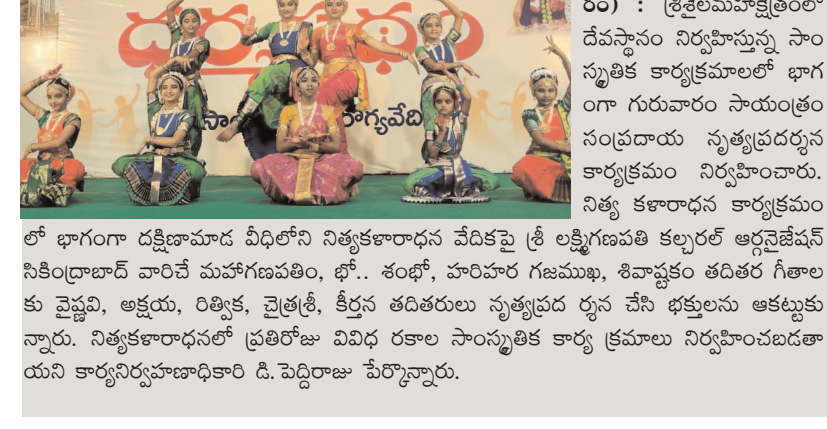 ధర్మపథం
సాం
రోగ్యవేది
రం) : శ్రీశైలమహాక్షేత్రంలో
దేవస్థానం నిర్వహిస్తున్న సాం
స్కృతిక కార్యక్రమాలలో భాగ
ంగా గురువారం సాయంత్రం
సంప్రదాయ నృత్యప్రదర్శన
కార్యక్రమం నిర్వహించారు.
నిత్య కళారాధన కార్యక్రమం
లో భాగంగా దక్షిణామాడ వీధిలోని నిత్యకళారాధన వేదికపై శ్రీ లక్ష్మిగణపతి కల్చరల్ ఆర్గనైజేషన్
సికింద్రాబాద్ వారిచే మహాగణపతిం, భో.. శంభో, హరిహర గజముఖ, శివాష్టకం తదితర గీతాల
కు వైష్ణవి, అక్షయ, రిత్విక, చైత్రశ్రీ, కీర్తన తదితరులు నృత్యప్రద ర్శన చేసి భక్తులను ఆకట్టుకు
న్నారు. నిత్యకళారాధనలో ప్రతిరోజు వివిధ రకాల సాంస్కృతిక కార్య క్రమాలు నిర్వహించబడతా
యని కార్యనిర్వహణాధికారి డి.పెద్దిరాజు పేర్కొన్నారు.